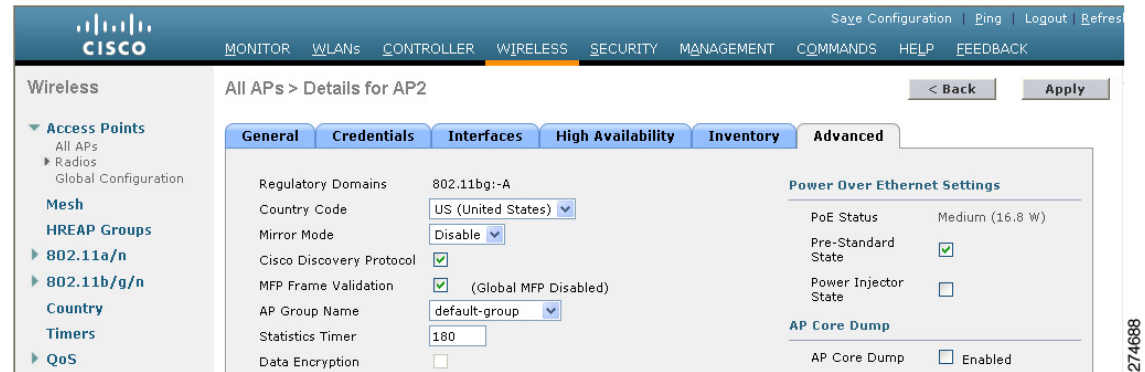 Save Configuration | Ping | Logout | Refres
CISCO
MONITOR WLANs CONTROLLER WIRELESS SECURITY MANAGEMENT COMMANDS HELP FEEDBACK
Wireless
All APs > Details for AP2
< Back
Apply
Access Points
All APs
Radios
Global Configuration
Mesh
HREAP Groups
802.11a/n
802.11b/g/n
Country
Timers
QoS
General Credentials Interfaces High Availability Inventory Advanced
Regulatory Domains 802.11bg:-A
Country Code US (United States)
Mirror Mode Disable
Cisco Discovery Protocol
MFP Frame Validation (Global MFP Disabled)
AP Group Name default-group
Statistics Timer 180
Data Encryption
Power Over Ethernet Settings
PoE Status Medium (16.8 W)
Pre-Standard
State
Power Injector
State
AP Core Dump
AP Core Dump Enabled
274688